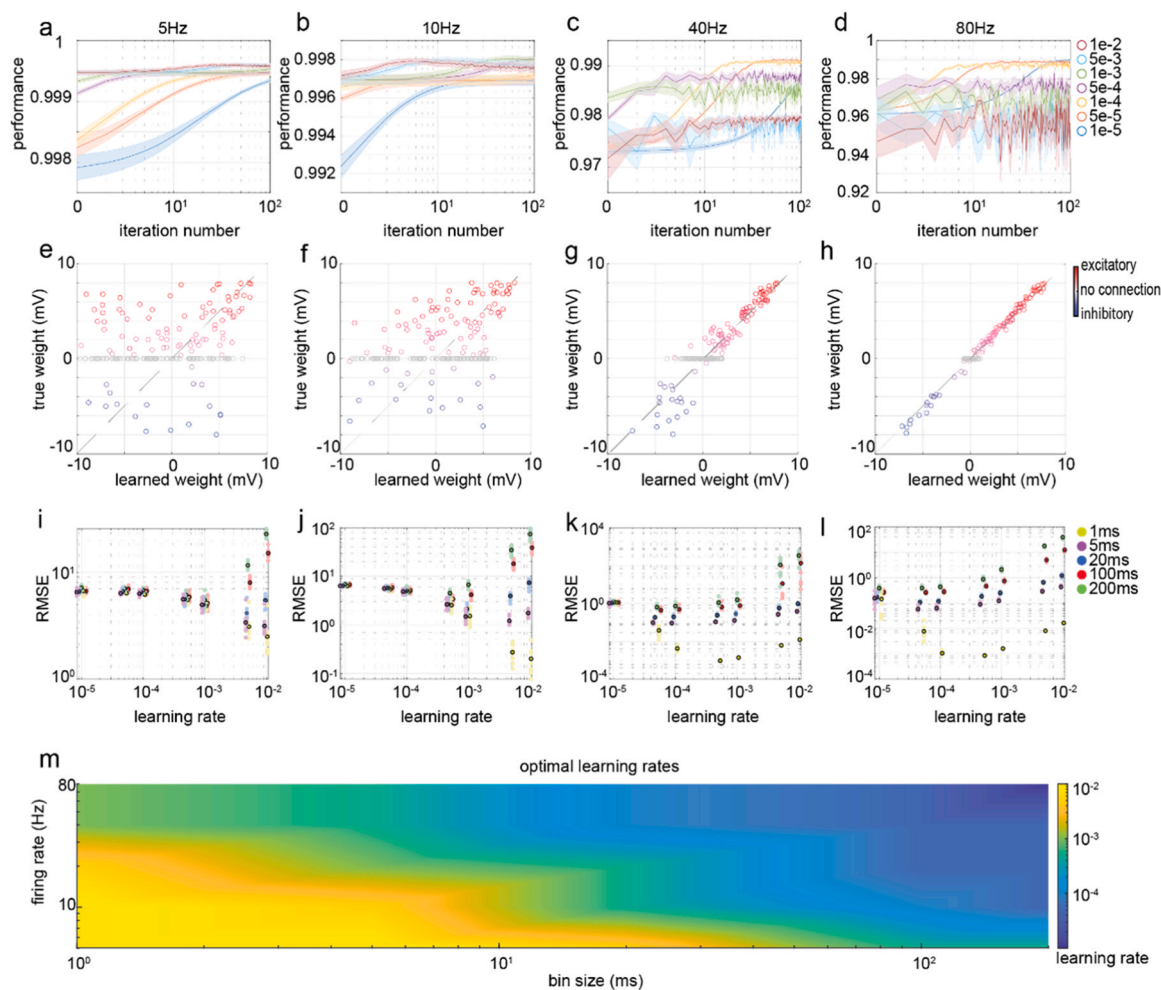 a 5Hz b 10Hz c 40Hz d 80Hz
1 0.999 0.998
performance
0 10¹ 10²
iteration number
0.998 0.996 0.994 0.992
performance
0 10¹ 10²
iteration number
0.99 0.98 0.97
performance
0 10¹ 10²
iteration number
1 0.98 0.96 0.94 0.92
performance
0 10¹ 10²
iteration number
1e-2
5e-3
1e-3
5e-4
1e-4
5e-5
1e-5
e f g h
10 0 -10
true weight (mV)
-10 0 10
learned weight (mV)
10 0 -10
true weight (mV)
-10 0 10
learned weight (mV)
10 0 -10
true weight (mV)
-10 0 10
learned weight (mV)
10 0 -10
true weight (mV)
-10 0 10
learned weight (mV)
excitatory
no connection
inhibitory
i j k l
10¹ 10⁰
RMSE
10⁻⁵ 10⁻⁴ 10⁻³ 10⁻²
learning rate
10² 10¹ 10⁰ 10⁻¹
RMSE
10⁻⁵ 10⁻⁴ 10⁻³ 10⁻²
learning rate
10⁴ 10² 10⁰ 10⁻² 10⁻⁴
RMSE
10⁻⁵ 10⁻⁴ 10⁻³ 10⁻²
learning rate
10² 10⁰ 10⁻² 10⁻⁴
RMSE
10⁻⁵ 10⁻⁴ 10⁻³ 10⁻²
learning rate
1ms
5ms
20ms
100ms
200ms
m
optimal learning rates
80 10
firing rate (Hz)
10⁰ 10¹ 10²
bin size (ms)
10⁻² 10⁻³ 10⁻⁴
learning rate